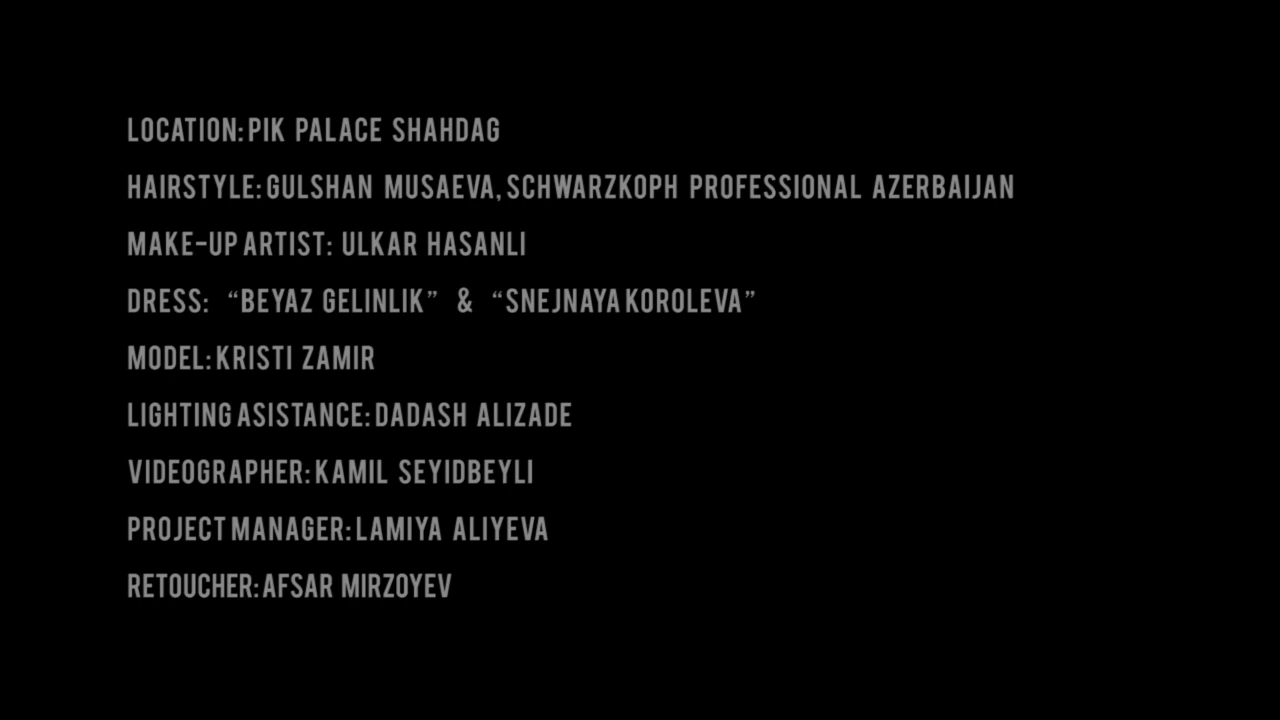 LOCATION: PIK PALACE SHAHDAG
HAIRSTYLE: GULSHAN MUSAEVA, SCHWARZKOPH PROFESSIONAL AZERBAIJAN
MAKE-UP ARTIST: ULKAR HASANLI
DRESS: “BEYAZ GELINLIK” & “SNEJNAYA KOROLEVA”
MODEL: KRISTI ZAMIR
LIGHTING ASISTANCE: DADASH ALIZADE
VIDEOGRAPHER: KAMIL SEYIDBEYLI
PROJECT MANAGER: LAMIYA ALIYEVA
RETOUCHER: AFSAR MIRZOYEV